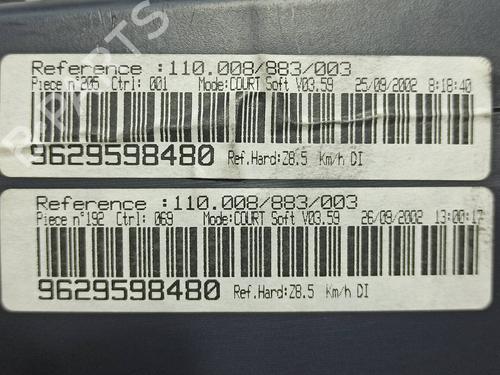 B-PARTS
Reference :110.008/883/003
Piece n°205 Ctrl: 001 Mode:COURT Soft V03.59 25/09/2002 8:18:40
9629598480 Ref.Hard:Z8.5 Km/h DI
Reference :110.008/883/003
Piece n°192 Ctrl: 069 Mode:COURT Soft V03.59 26/09/2002 13:00:17
9629598480 Ref.Hard:Z8.5 Km/h DI